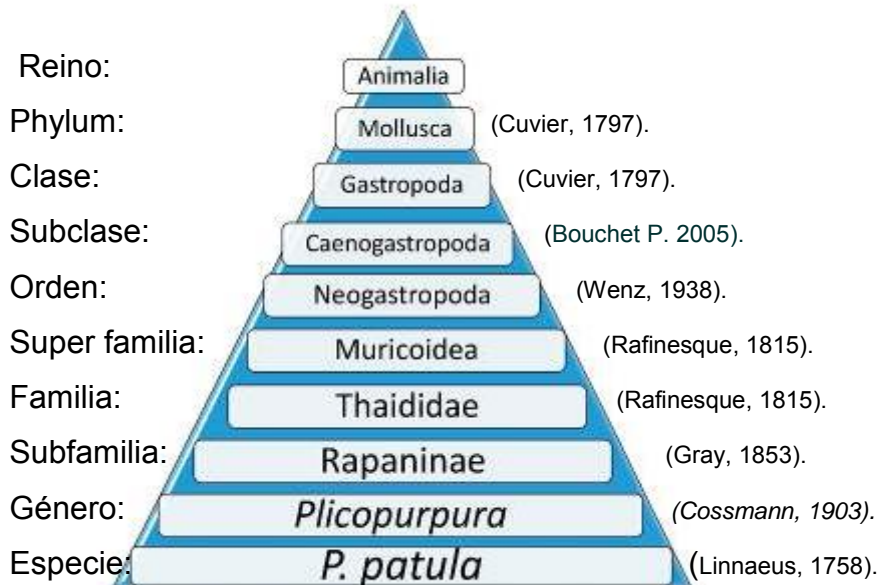 Reino: Animalia
Phylum: Mollusca (Cuvier, 1797).
Clase: Gastropoda (Cuvier, 1797).
Subclase: Caenogastropoda (Bouchet P. 2005).
Orden: Neogastropoda (Wenz, 1938).
Super familia: Muricoidea (Rafinesque, 1815).
Familia: Thaididae (Rafinesque, 1815).
Subfamilia: Rapaninae (Gray, 1853).
Género: Plicopurpura (Cossmann, 1903).
Especie: P. patula (Linnaeus, 1758).